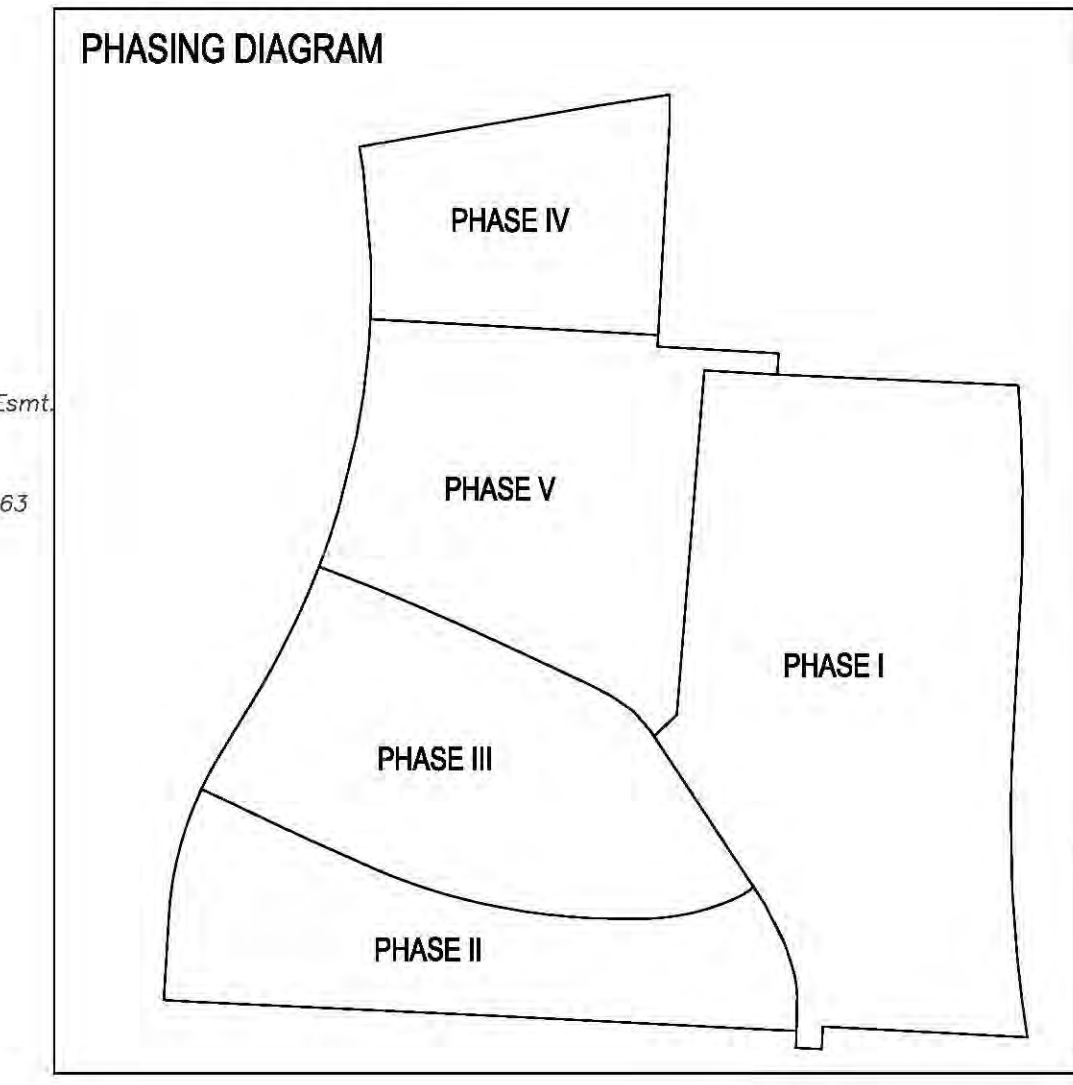 PHASING DIAGRAM
PHASE IV
Esmt.
PHASE V
63
PHASE I
PHASE III
PHASE II